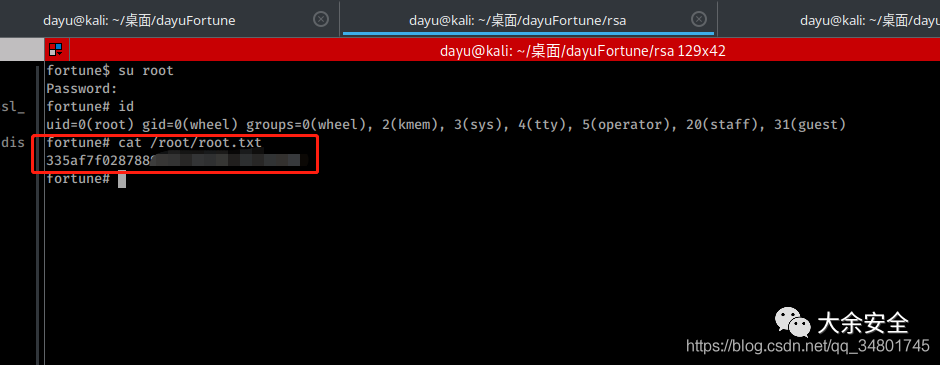 dayu@kali: ~/桌面/dayuFortune
dayu@kali: ~/桌面/dayuFortune/rsa
dayu@kali: ~/桌面/day
dayu@kali: ~/桌面/dayuFortune/rsa 129x42
sl_
dis
fortune$ su root
Password:
fortune# id
uid=0(root) gid=0(wheel) groups=0(wheel), 2(kmem), 3(sys), 4(tty), 5(operator), 20(staff), 31(guest)
fortune# cat /root/root.txt
335af7f028788
fortune#
大余安全
https://blog.csdn.net/qq_34801745